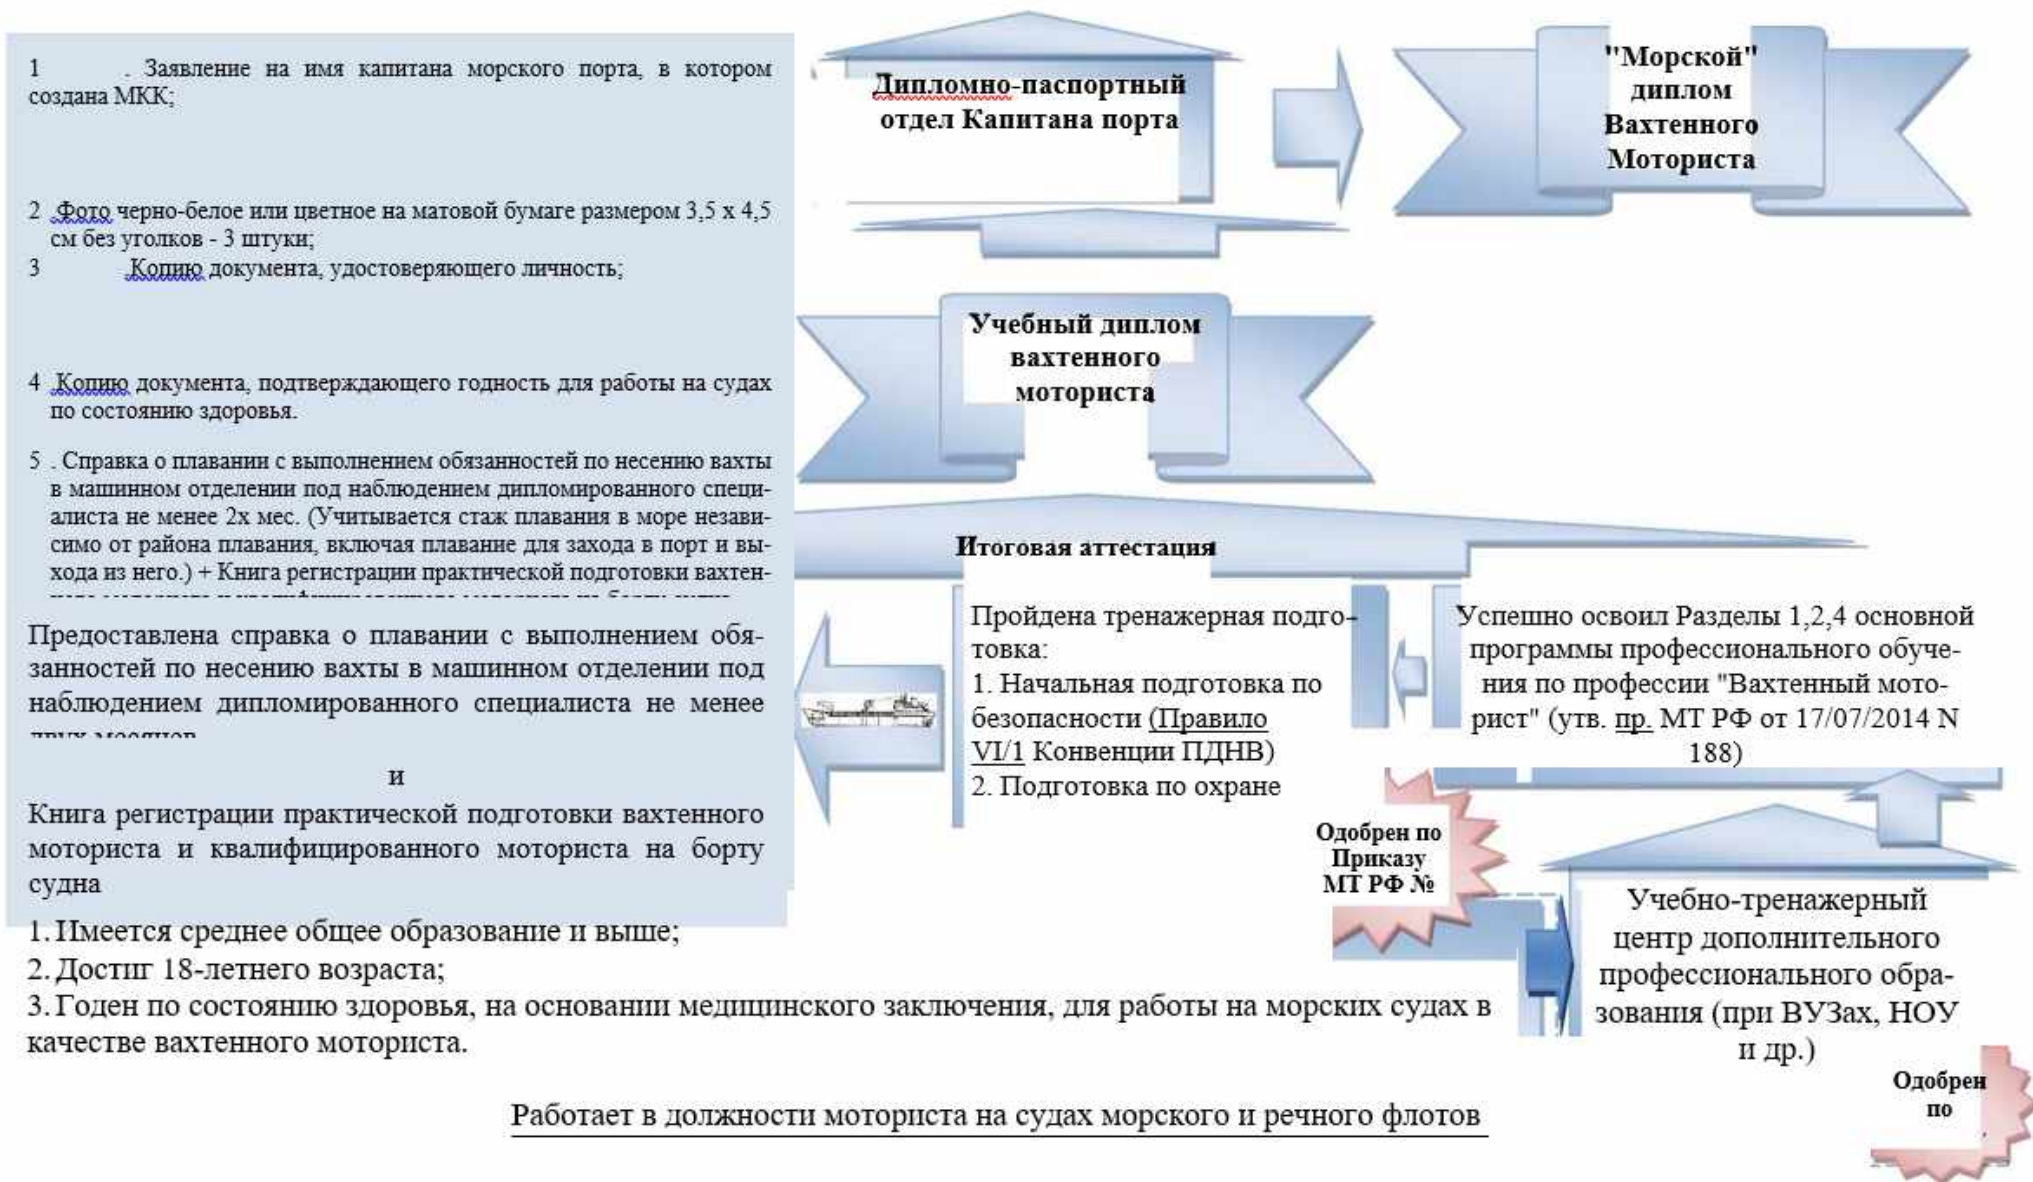 1 . Заявление на имя капитана морского порта, в котором
создана МКК;
2 .Фото черно-белое или цветное на матовой бумаге размером 3,5 х 4,5
см без уголков - 3 штуки;
3 .Копию документа, удостоверяющего личность;
4 .Копию документа, подтверждающего годность для работы на судах
по состоянию здоровья.
5 . Справка о плавании с выполнением обязанностей по несению вахты
в машинном отделении под наблюдением дипломированного специ-
алиста не менее 2х мес. (Учитывается стаж плавания в море незави-
симо от района плавания, включая плавание для захода в порт и вы-
хода из него.) + Книга регистрации практической подготовки вахтен-
Предоставлена справка о плавании с выполнением обя-
занностей по несению вахты в машинном отделении под
наблюдением дипломированного специалиста не менее
и
Книга регистрации практической подготовки вахтенного
моториста и квалифицированного моториста на борту
судна
1. Имеется среднее общее образование и выше;
2. Достиг 18-летнего возраста;
3. Годен по состоянию здоровья, на основании медицинского заключения, для работы на морских судах в
качестве вахтенного моториста.
Работает в должности моториста на судах морского и речного флотов
Дипломно-паспортный
отдел Капитана порта
"Морской"
диплом
Вахтенного
Моториста
Учебный диплом
вахтенного
моториста
Итоговая аттестация
Пройдена тренажерная подго-
товка:
1. Начальная подготовка по
безопасности (Правило
VI/1 Конвенции ПДНВ)
2. Подготовка по охране
Успешно освоил Разделы 1,2,4 основной
программы профессионального обуче-
ния по профессии "Вахтенный мото-
рист" (утв. пр. МТ РФ от 17/07/2014 N
188)
Одобрен по
Приказу
МТ РФ №
Учебно-тренажерный
центр дополнительного
профессионального обра-
зования (при ВУЗах, НОУ
и др.)
Одобрен
по